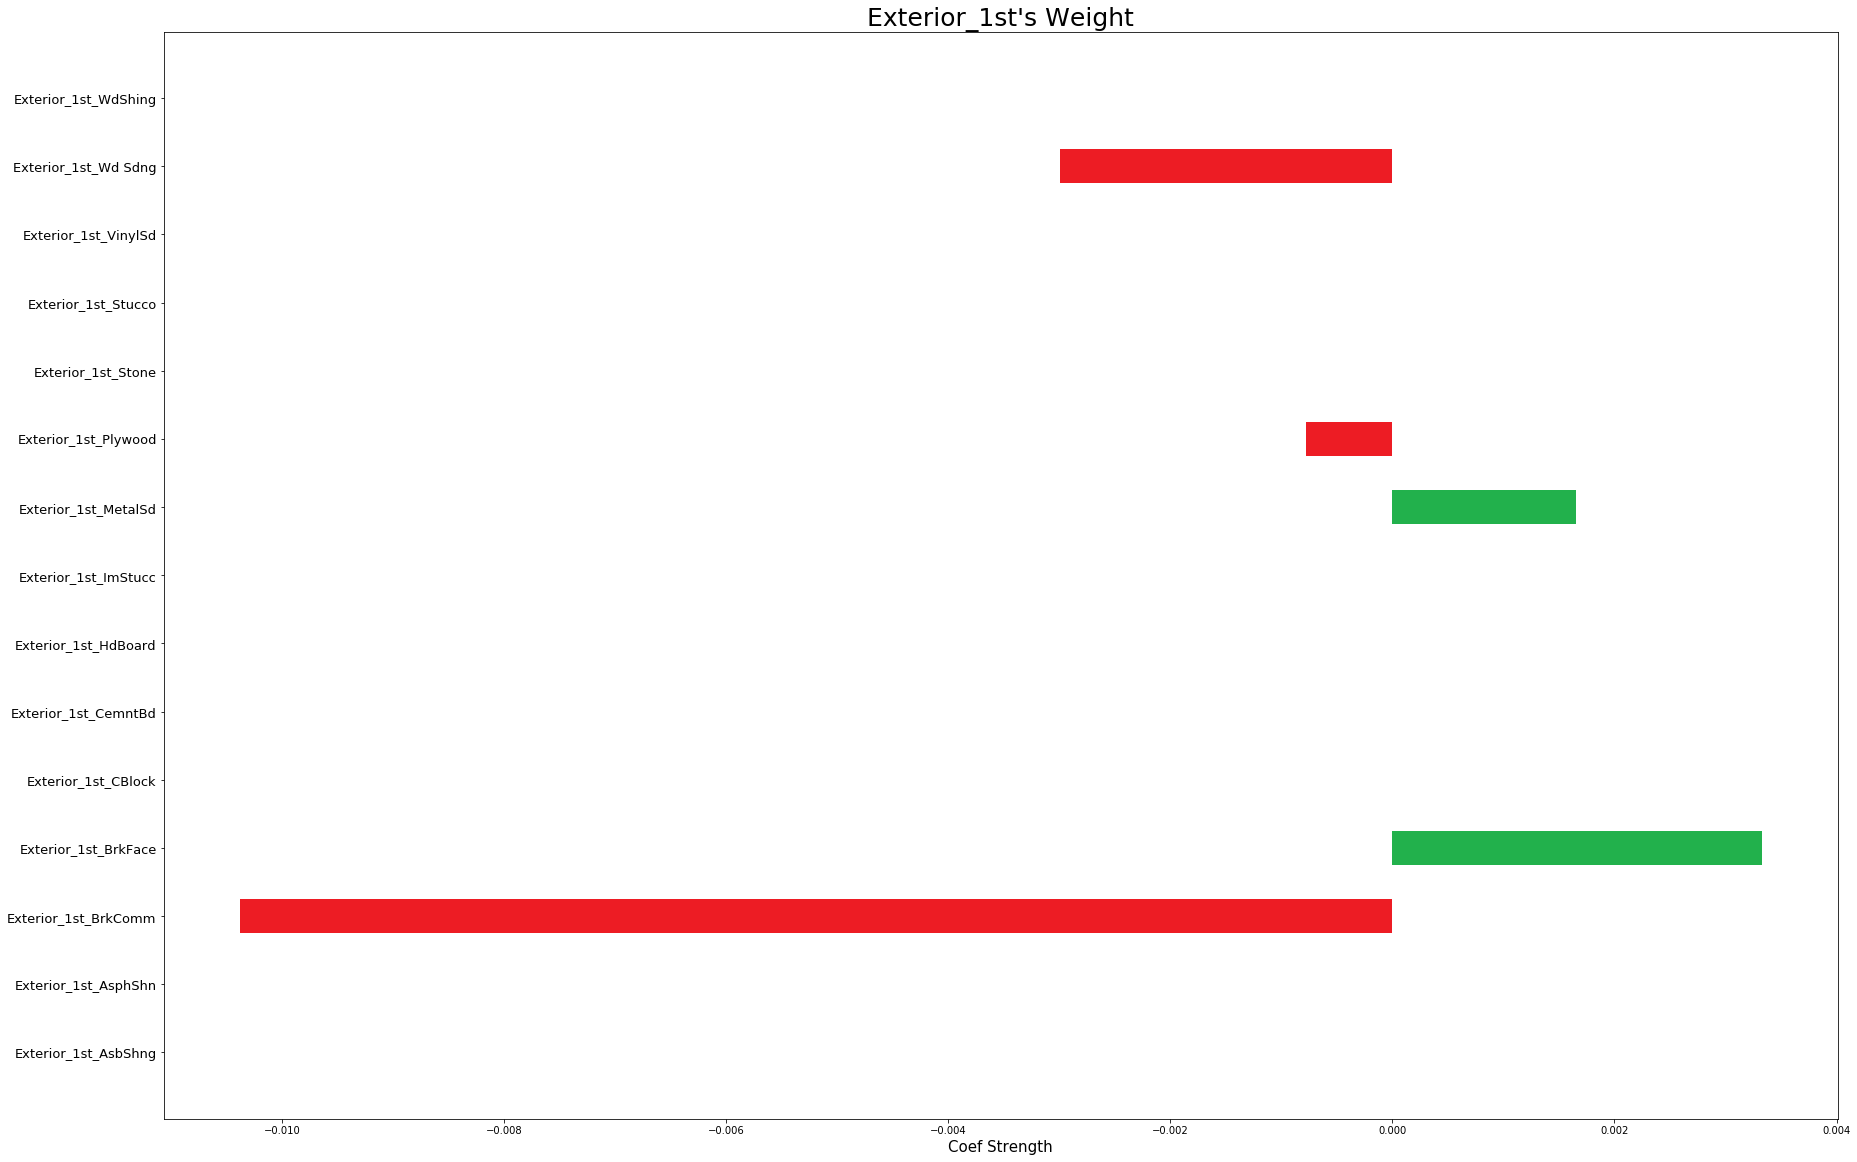 Exterior_1st's Weight
Exterior_1st_WdShing
Exterior_1st_Wd Sdng
Exterior_1st_VinylSd
Exterior_1st_Stucco
Exterior_1st_Stone
Exterior_1st_Plywood
Exterior_1st_MetalSd
Exterior_1st_ImStucc
Exterior_1st_HdBoard
Exterior_1st_CemntBd
Exterior_1st_CBlock
Exterior_1st_BrkFace
Exterior_1st_BrkComm
Exterior_1st_AsphShn
Exterior_1st_AsbShng
−0.010 −0.008 −0.006 −0.004 −0.002 0.000 0.002 0.004
Coef Strength